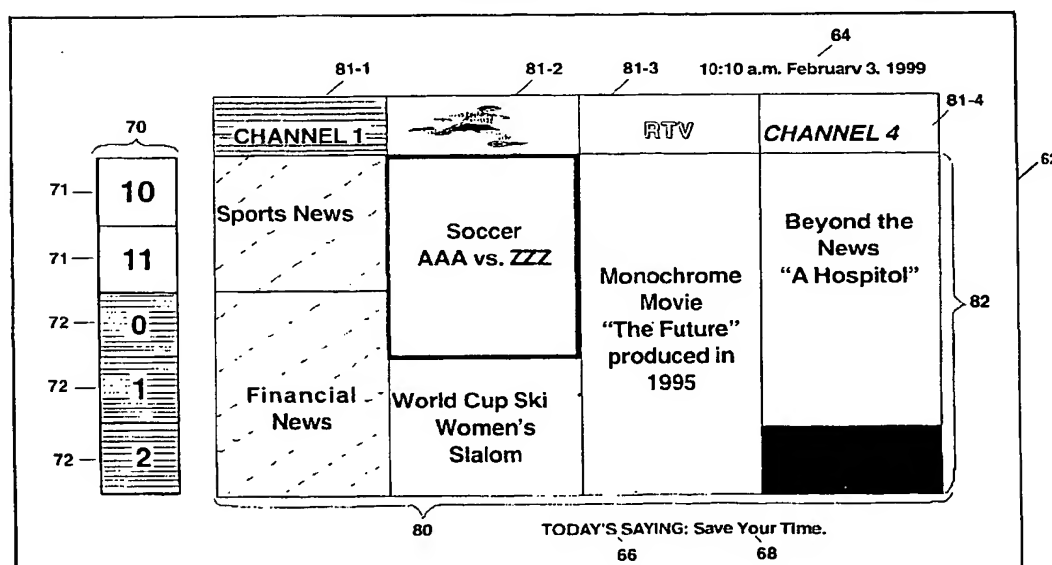 64
81-1 81-2 81-3 10:10 a.m. February 3, 1999
81-4
70
CHANNEL 1 RTV CHANNEL 4
62
71 10
Sports News
Soccer
AAA vs. ZZZ
Beyond the
News
"A Hospitol"
71 11
Monochrome
Movie
"The Future"
produced in
1995
82
72 0
72 1
Financial
News
World Cup Ski
Women's
Slalom
72 2
80
TODAY'S SAYING: Save Your Time.
66 68